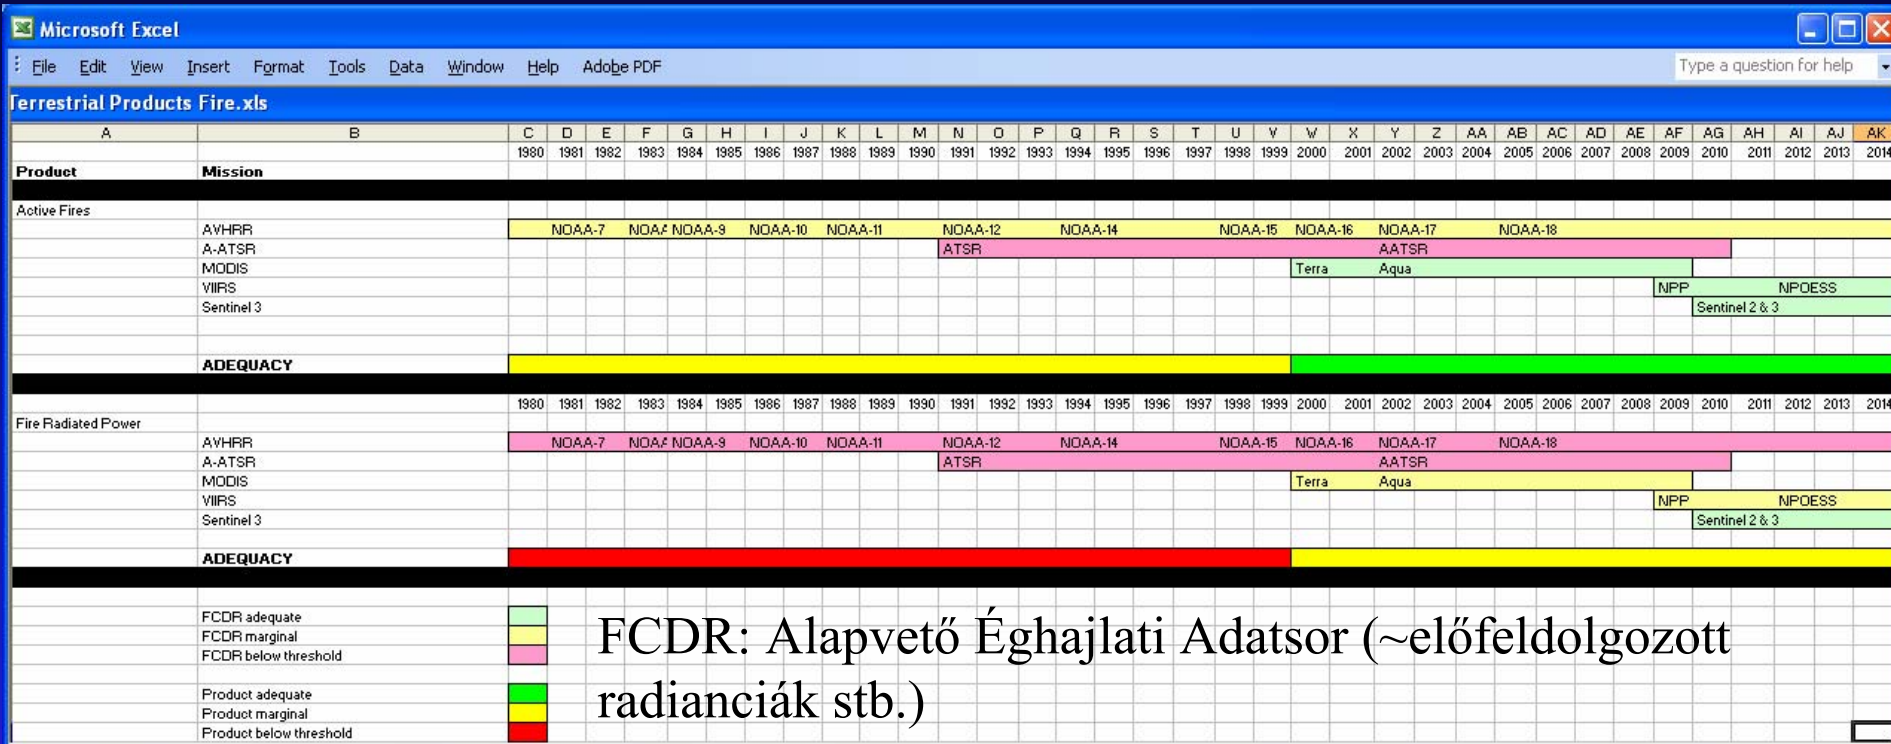 Microsoft Excel
File Edit View Insert Format Tools Data Window Help Adobe PDF Type a question for help
Terrestrial Products Fire.xls
A B C D E F G H I J K L M N O P Q R S T U V W X Y Z AA AB AC AD AE AF AG AH AI AJ AK
1980 1981 1982 1983 1984 1985 1986 1987 1988 1989 1990 1991 1992 1993 1994 1995 1996 1997 1998 1999 2000 2001 2002 2003 2004 2005 2006 2007 2008 2009 2010 2011 2012 2013 2014
Product Mission
Active Fires
AVHRR NOAA-7 NOAA NOAA-9 NOAA-10 NOAA-11 NOAA-12 NOAA-14 NOAA-15 NOAA-16 NOAA-17 NOAA-18
A-ATSR ATSR AATSR
MODIS Terra Aqua
VIIRS NPP NPOESS
Sentinel 3 Sentinel 2 & 3
ADEQUACY
1980 1981 1982 1983 1984 1985 1986 1987 1988 1989 1990 1991 1992 1993 1994 1995 1996 1997 1998 1999 2000 2001 2002 2003 2004 2005 2006 2007 2008 2009 2010 2011 2012 2013 2014
Fire Radiated Power
AVHRR NOAA-7 NOAA NOAA-9 NOAA-10 NOAA-11 NOAA-12 NOAA-14 NOAA-15 NOAA-16 NOAA-17 NOAA-18
A-ATSR ATSR AATSR
MODIS Terra Aqua
VIIRS NPP NPOESS
Sentinel 3 Sentinel 2 & 3
ADEQUACY
FCDR adequate
FCDR marginal
FCDR below threshold
Product adequate
Product marginal
Product below threshold
FCDR: Alapvető Éghajlati Adatsor (~előfeldolgozott
radianciák stb.)